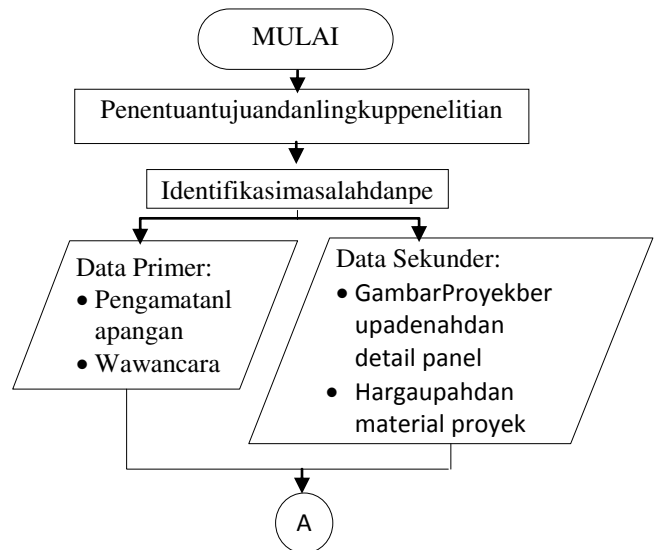 MULAI
Penentuantujuandanlingkuppenelitian
Identifikasimasalahdanpe
Data Primer:
• Pengamatanl
apangan
• Wawancara
Data Sekunder:
• GambarProyekber
upadenahdan
detail panel
• Hargaupahdan
material proyek
A